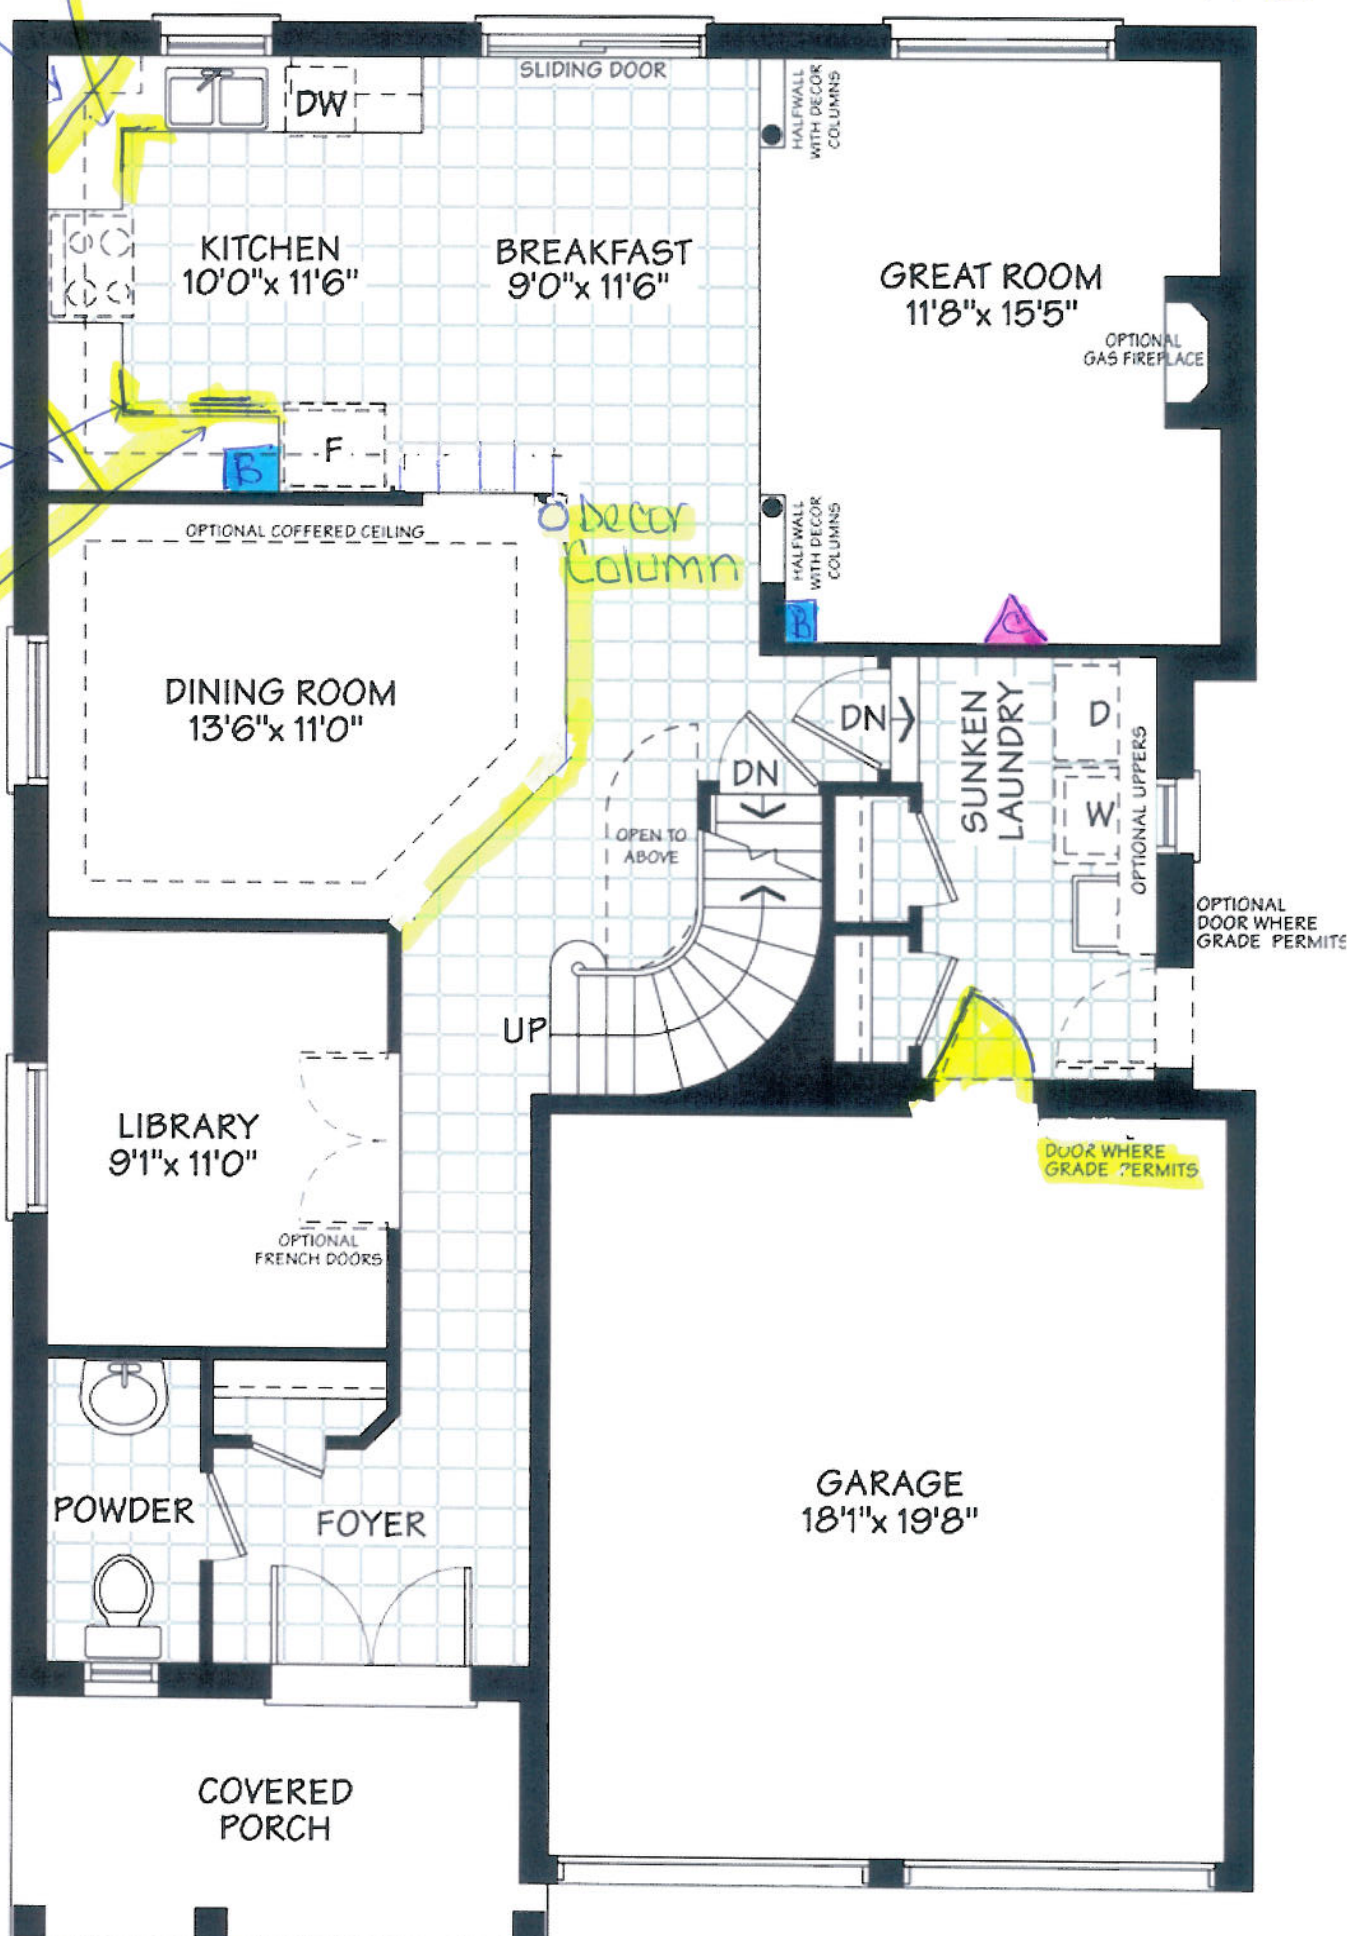 SLIDING DOOR
DW
HALFWALL
WITH DECOR
COLUMNS
KITCHEN
10'0"x 11'6"
BREAKFAST
9'0"x 11'6"
GREAT ROOM
11'8"x 15'5"
OPTIONAL
GAS FIREPLACE
F
B
OPTIONAL COFFERED CEILING
Decor
Column
HALFWALL
WITH DECOR
COLUMNS
B
C
DINING ROOM
13'6"x 11'0"
DN
DN
SUNKEN
LAUNDRY
D
W
OPTIONAL UPPERS
OPEN TO
ABOVE
OPTIONAL
DOOR WHERE
GRADE PERMITS
UP
LIBRARY
9'1"x 11'0"
DOOR WHERE
GRADE PERMITS
OPTIONAL
FRENCH DOORS
POWDER
FOYER
GARAGE
18'1"x 19'8"
COVERED
PORCH